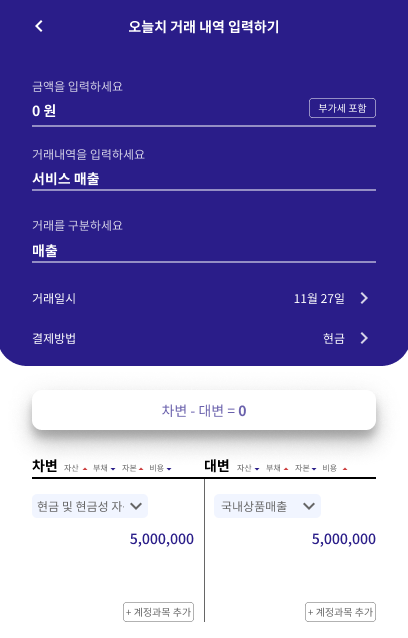 오늘치 거래 내역 입력하기
금액을 입력하세요
0 원
부가세 포함
거래내역을 입력하세요
서비스 매출
거래를 구분하세요
매출
거래일시 11월 27일
결제방법 현금
차변 - 대변 = 0
차변 자산 부채 자본 비용
대변 자산 부채 자본 비용
현금 및 현금성 자
국내상품매출
5,000,000
5,000,000
+ 계정과목 추가
+ 계정과목 추가